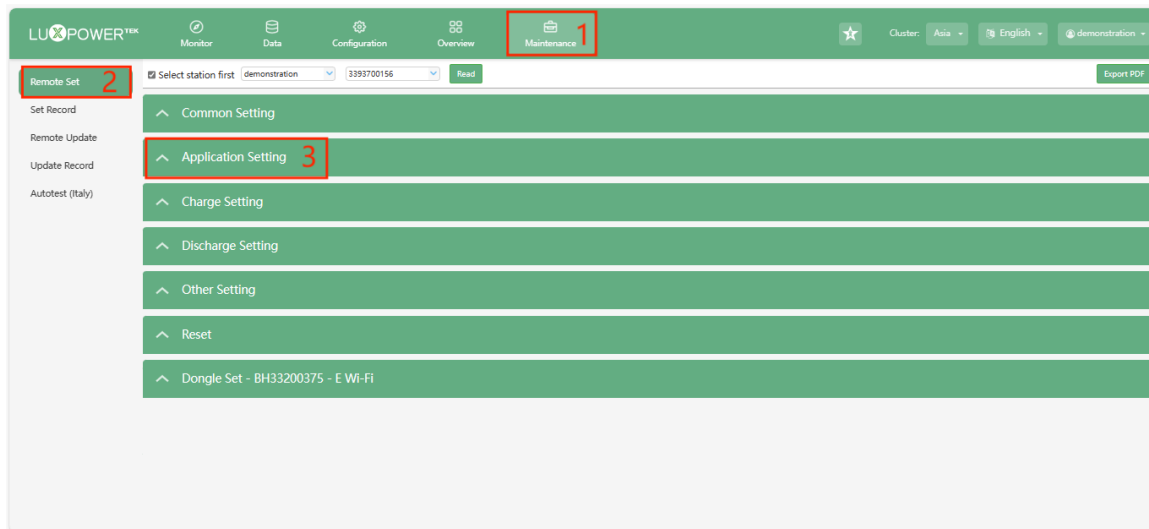 LUXPOWERTEK
Monitor
Data
Configuration
Overview
Maintenance
1
Cluster: Asia
English
demonstration
Remote Set
2
Select station first
demonstration
3393700156
Read
Export PDF
Set Record
Common Setting
Remote Update
Application Setting
3
Update Record
Autotest (Italy)
Charge Setting
Discharge Setting
Other Setting
Reset
Dongle Set - BH33200375 - E Wi-Fi